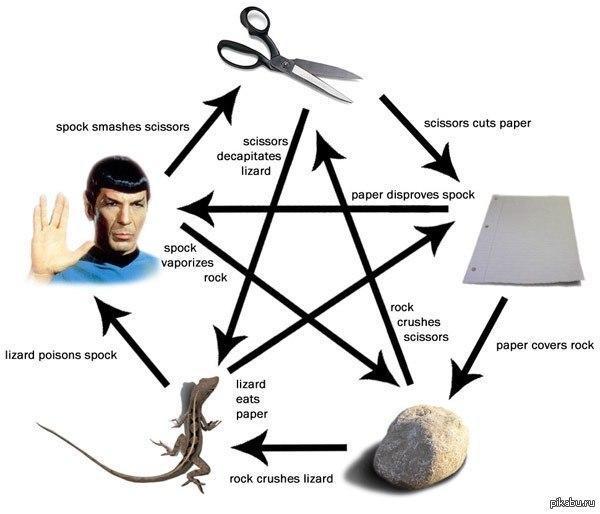 spock smashes scissors
scissors cuts paper
scissors
decapitates
lizard
paper disproves spock
spock
vaporizes
rock
rock
crushes
scissors
paper covers rock
lizard poisons spock
lizard
eats
paper
rock crushes lizard
pikabu.ru